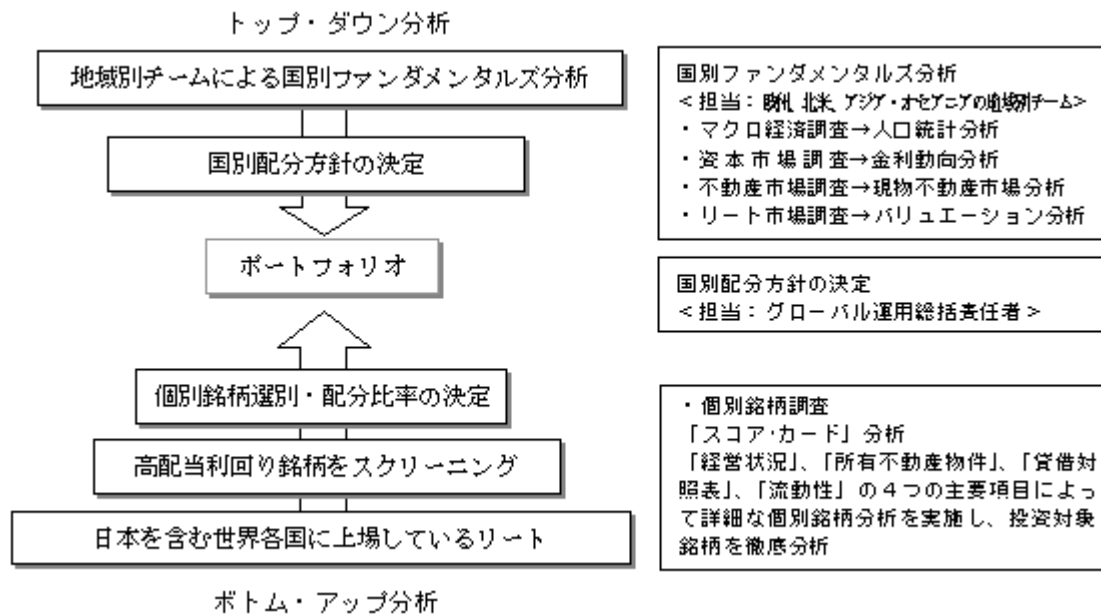 トップ・ダウン分析
地域別チームによる国別ファンダメンタルズ分析
国別配分方針の決定
ポートフォリオ
個別銘柄選別・配分比率の決定
高配当利回り銘柄をスクリーニング
日本を含む世界各国に上場しているリート
ボトム・アップ分析
国別ファンダメンタルズ分析
<担当：欧州、北米、アジア・オセアニアの地域別チーム>
・マクロ経済調査→人口統計分析
・資本市場調査→金利動向分析
・不動産市場調査→現物不動産市場分析
・リート市場調査→バリュエーション分析
国別配分方針の決定
<担当：グローバル運用総括責任者>
・個別銘柄調査
「スコア・カード」分析
「経営状況」、「所有不動産物件」、「貸借対
照表」、「流動性」の４つの主要項目によっ
て詳細な個別銘柄分析を実施し、投資対象
銘柄を徹底分析